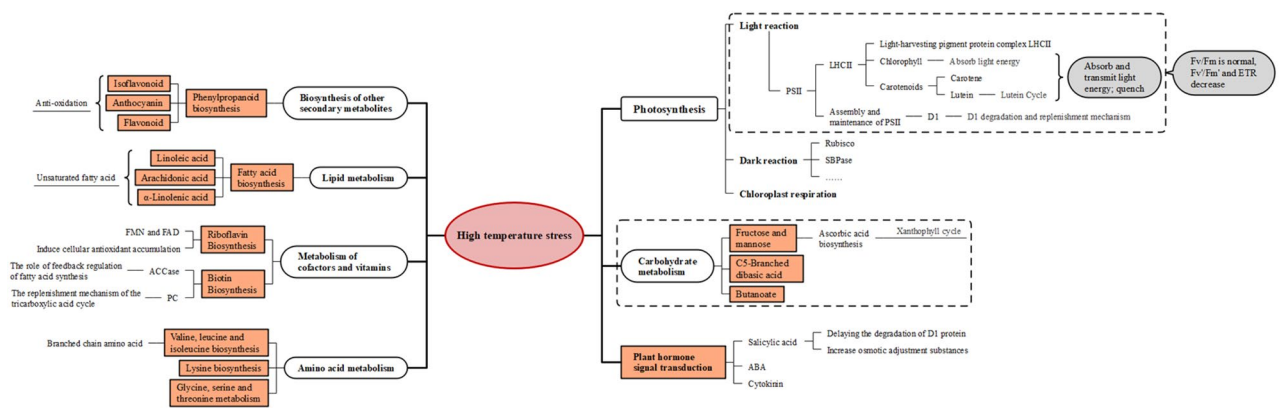 Isoflavonoid
Anthocyanin
Flavonoid
Anti-oxidation
Phenylpropanoid
biosynthesis
Biosynthesis of other
secondary metabolites
Linoleic acid
Arachidonic acid
α-Linolenic acid
Unsaturated fatty acid
Fatty acid
biosynthesis
Lipid metabolism
FMN and FAD
Induce cellular antioxidant accumulation
Riboflavin
Biosynthesis
The role of feedback regulation
of fatty acid synthesis
ACCase
The replenishment mechanism of the
tricarboxylic acid cycle
PC
Biotin
Biosynthesis
Metabolism of
cofactors and vitamins
Branched chain amino acid
Valine, leucine and
isoleucine biosynthesis
Lysine biosynthesis
Glycine, serine and
threonine metabolism
Amino acid metabolism
High temperature stress
Photosynthesis
Light reaction
PSII
LHCII
Light-harvesting pigment protein complex LHCII
Chlorophyll
Absorb light energy
Carotenoids
Carotene
Lutein
Lutein Cycle
Absorb and
transmit light
energy; quench
Fv/Fm is normal,
Fv'/Fm' and ETR
decrease
Assembly and
maintenance of PSII
D1
D1 degradation and replenishment mechanism
Dark reaction
Rubisco
SBPase
......
Chloroplast respiration
Carbohydrate
metabolism
Fructose and
mannose
Ascorbic acid
biosynthesis
Xanthophyll cycle
C5-Branched
dibasic acid
Butanoate
Plant hormone
signal transduction
Salicylic acid
Delaying the degradation of D1 protein
Increase osmotic adjustment substances
ABA
Cytokinin